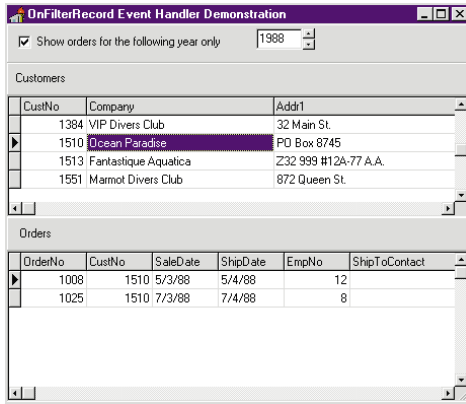 OnFilterRecord Event Handler Demonstration
Show orders for the following year only 1988
Customers
CustNo Company Addr1
1384 VIP Divers Club 32 Main St.
1510 Ocean Paradise PO Box 8745
1513 Fantastique Aquatica Z32 999 #12A-77 A.A.
1551 Marmot Divers Club 872 Queen St.
Orders
OrderNo CustNo SaleDate ShipDate EmpNo ShipToContact
1008 1510 5/3/88 5/4/88 12
1025 1510 7/3/88 7/4/88 8